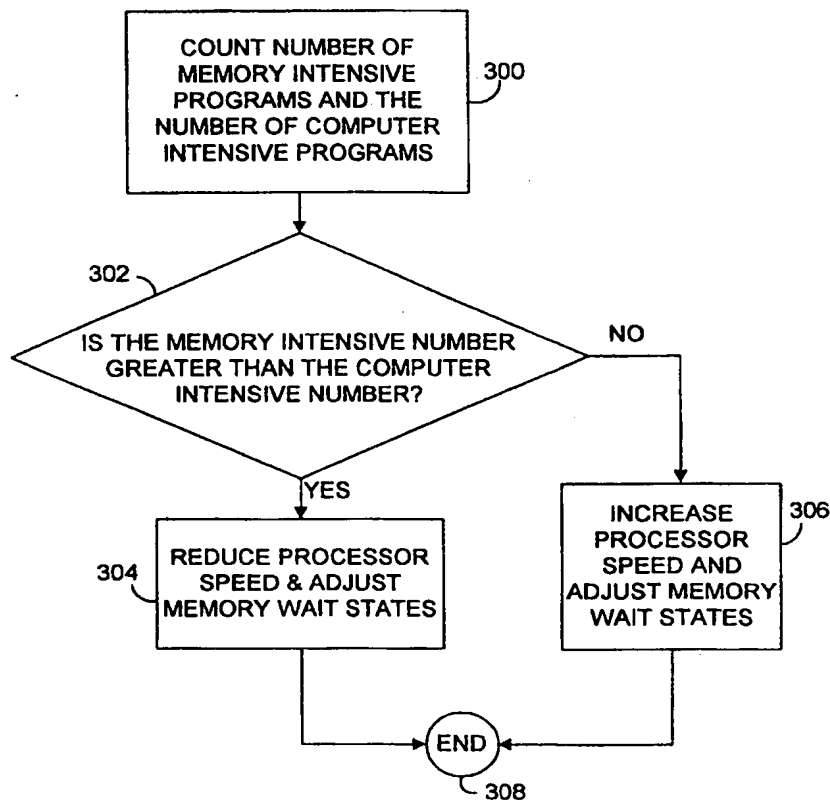 COUNT NUMBER OF
MEMORY INTENSIVE
PROGRAMS AND THE
NUMBER OF COMPUTER
INTENSIVE PROGRAMS
300
302
IS THE MEMORY INTENSIVE NUMBER
GREATER THAN THE COMPUTER
INTENSIVE NUMBER?
NO
YES
304
REDUCE PROCESSOR
SPEED & ADJUST
MEMORY WAIT STATES
INCREASE
PROCESSOR
SPEED AND
ADJUST MEMORY
WAIT STATES
306
END
308